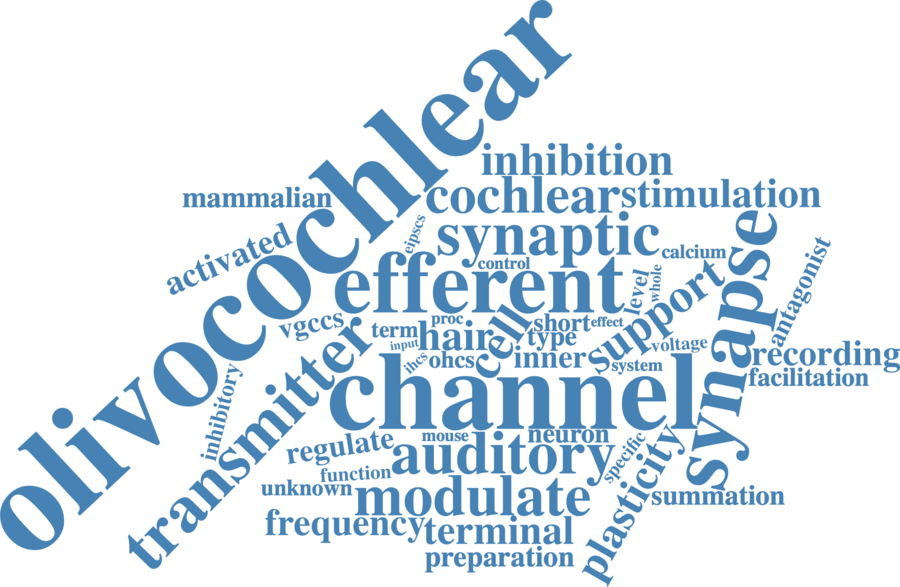 olivocochlear
inhibition
mammalian
cochlear
stimulation
synaptic
eipscs
activated
calcium
control
efferent
level
whole
support
synapse
antagonist
vgccs
term
proc
hair
cell
short
effect
type
input
ihcs
ohcs
inner
voltage
system
recording
facilitation
channel
transmitter
inhibitory
regulate
mouse
neuron
auditory
specific
plasticity
function
unknown
modulate
summation
frequency
terminal
preparation